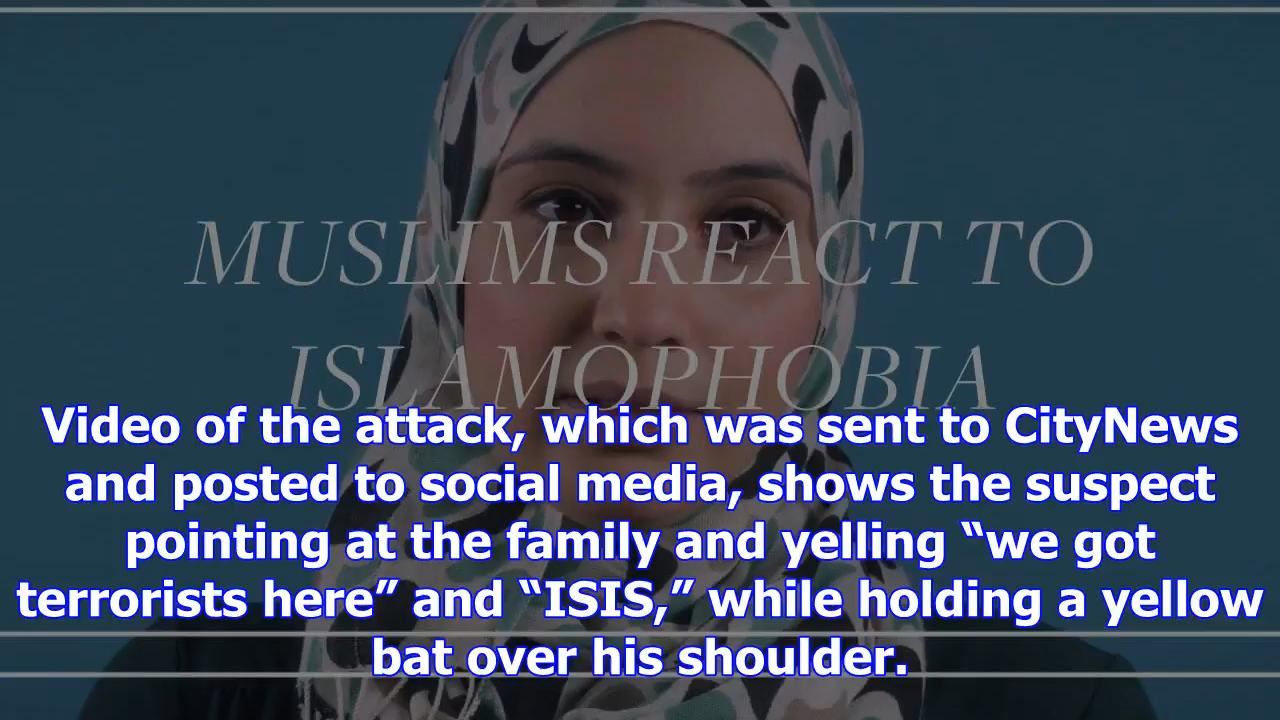 MUSLIMS REACT TO
ISLAMOPHOBIA
Video of the attack, which was sent to CityNews
and posted to social media, shows the suspect
pointing at the family and yelling “we got
terrorists here” and “ISIS,” while holding a yellow
bat over his shoulder.